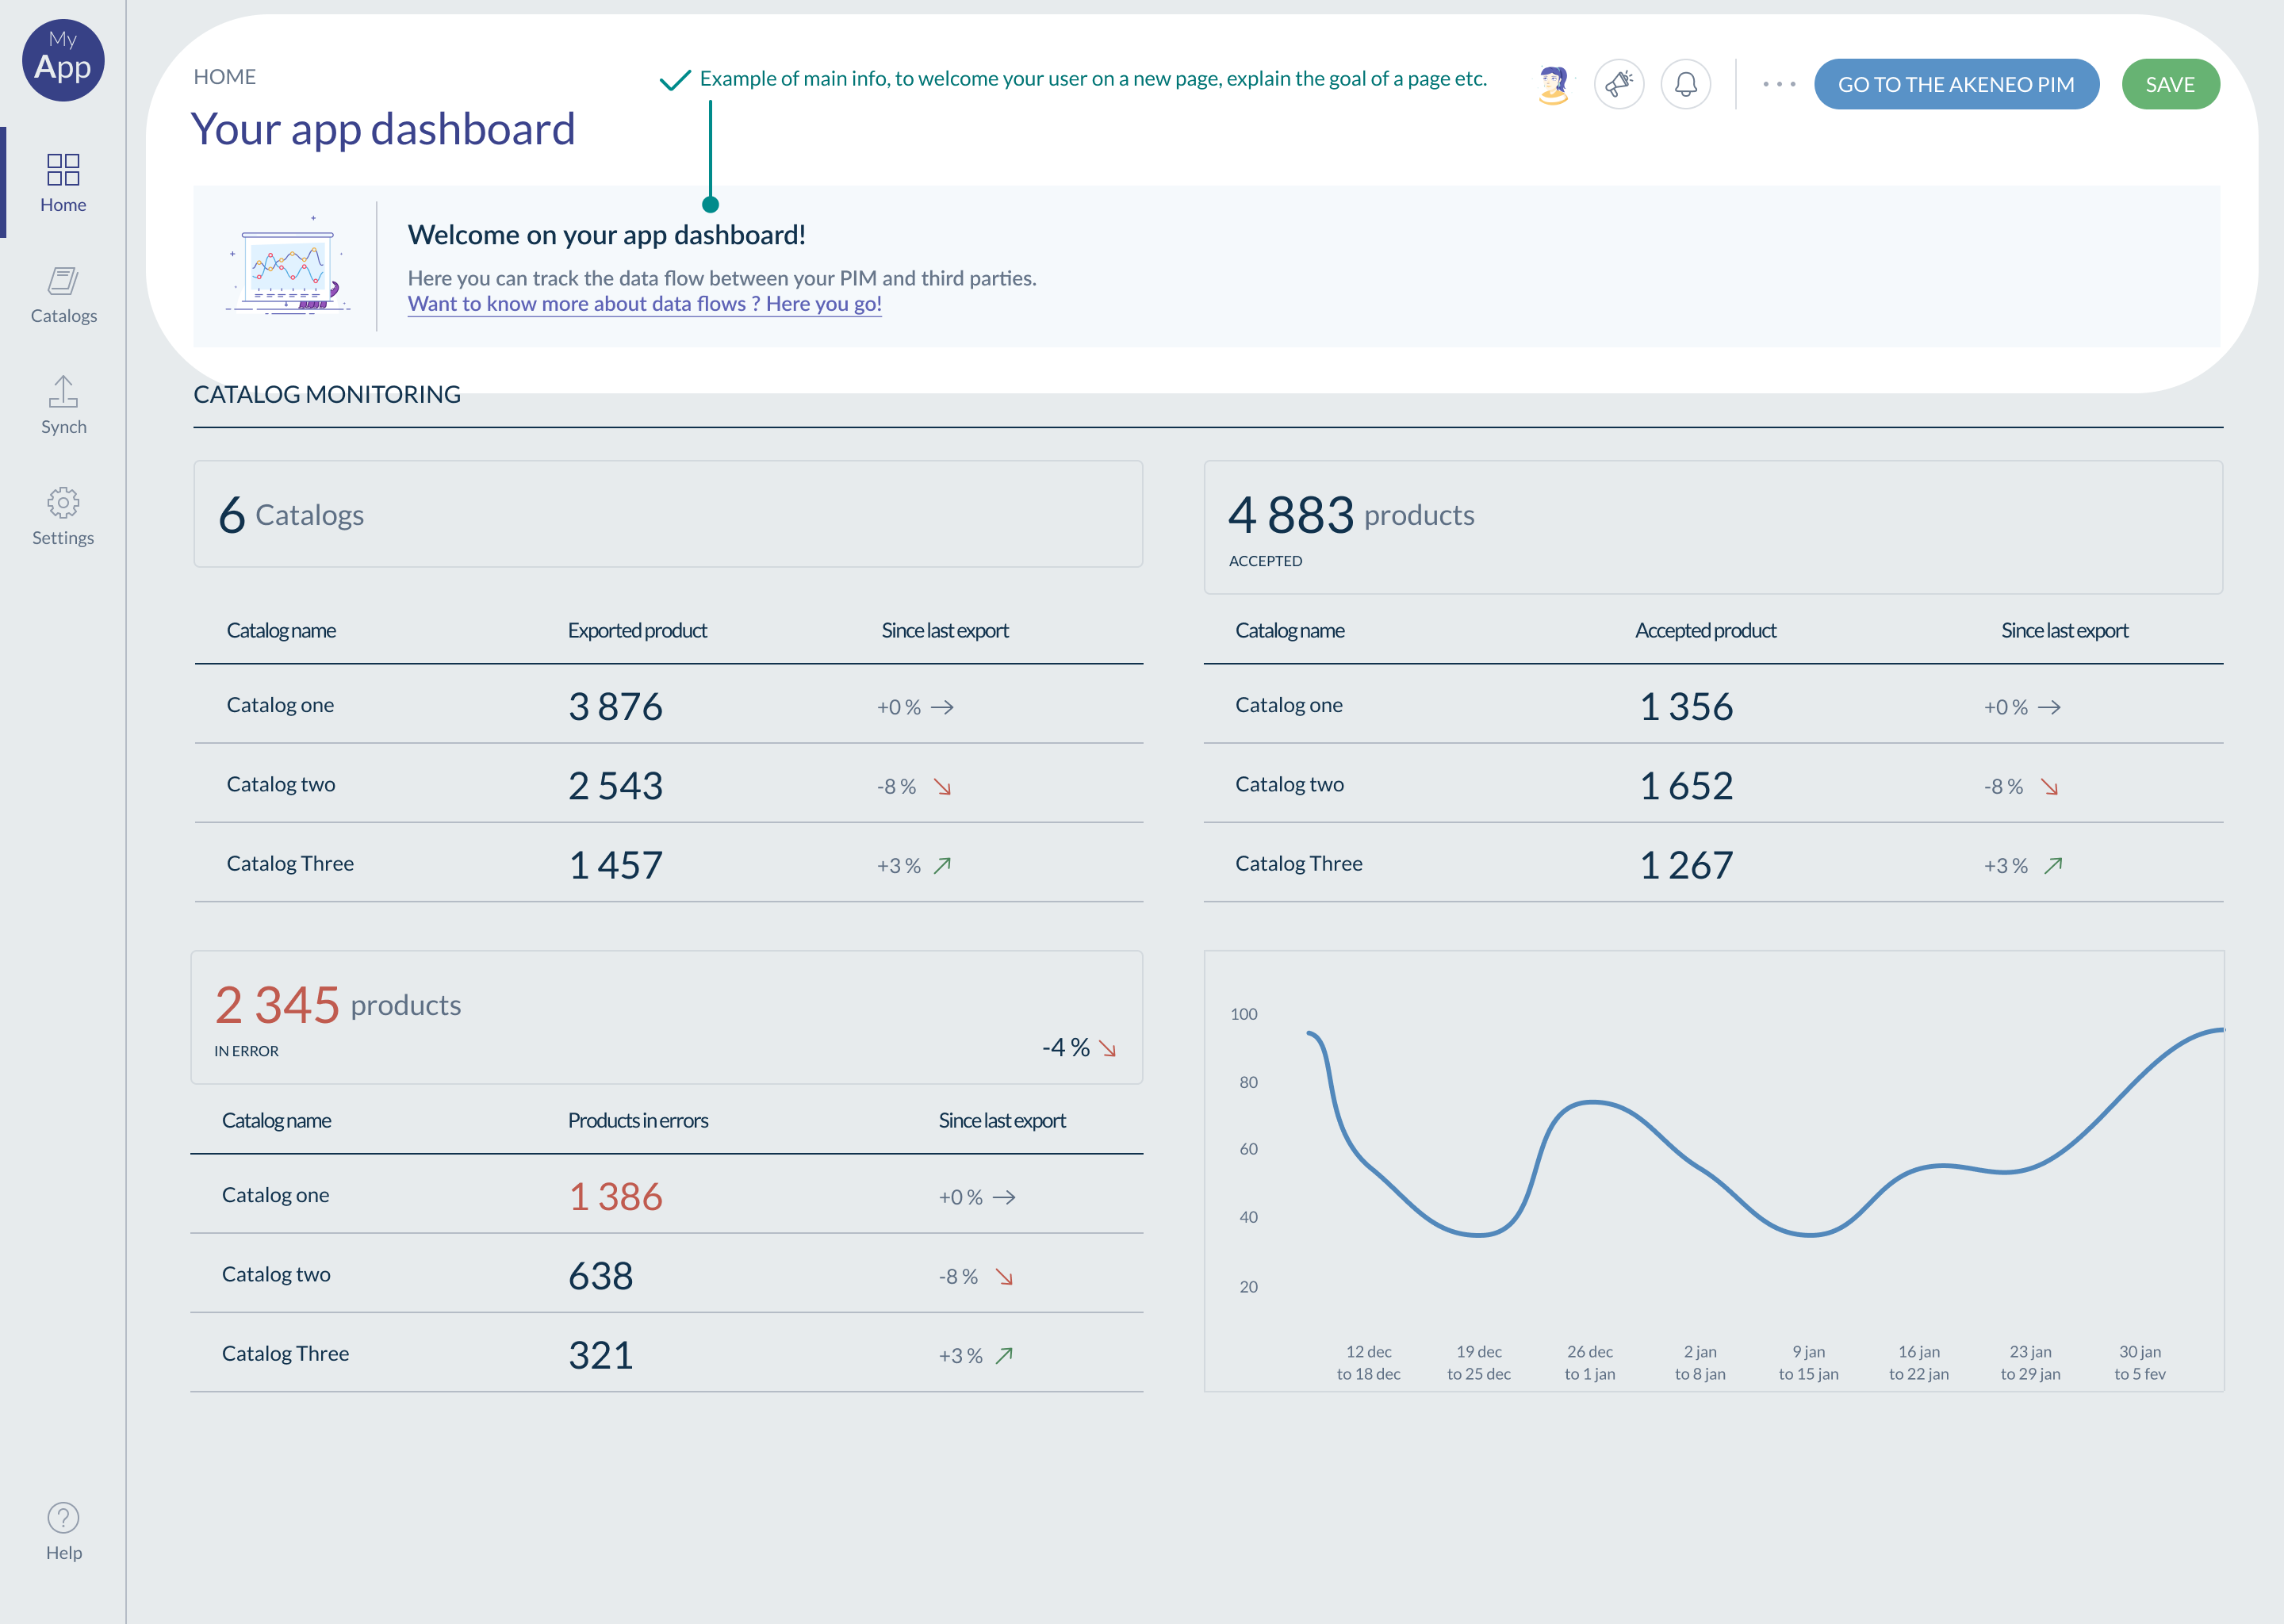 My
App
Home
Catalogs
Synch
Settings
Help
HOME
Your app dashboard
Example of main info, to welcome your user on a new page, explain the goal of a page etc.
GO TO THE AKENEO PIM
SAVE
Welcome on your app dashboard!
Here you can track the data flow between your PIM and third parties.
Want to know more about data flows ? Here you go!
CATALOG MONITORING
6 Catalogs
Catalog name Exported product Since last export
Catalog one 3 876 +0 %
Catalog two 2 543 -8 %
Catalog Three 1 457 +3 %
4 883 products
ACCEPTED
Catalog name Accepted product Since last export
Catalog one 1 356 +0 %
Catalog two 1 652 -8 %
Catalog Three 1 267 +3 %
2 345 products
IN ERROR -4 %
Catalog name Products in errors Since last export
Catalog one 1 386 +0 %
Catalog two 638 -8 %
Catalog Three 321 +3 %
100
80
60
40
20
12 dec 19 dec 26 dec 2 jan 9 jan 16 jan 23 jan 30 jan
to 18 dec to 25 dec to 1 jan to 8 jan to 15 jan to 22 jan to 29 jan to 5 fev